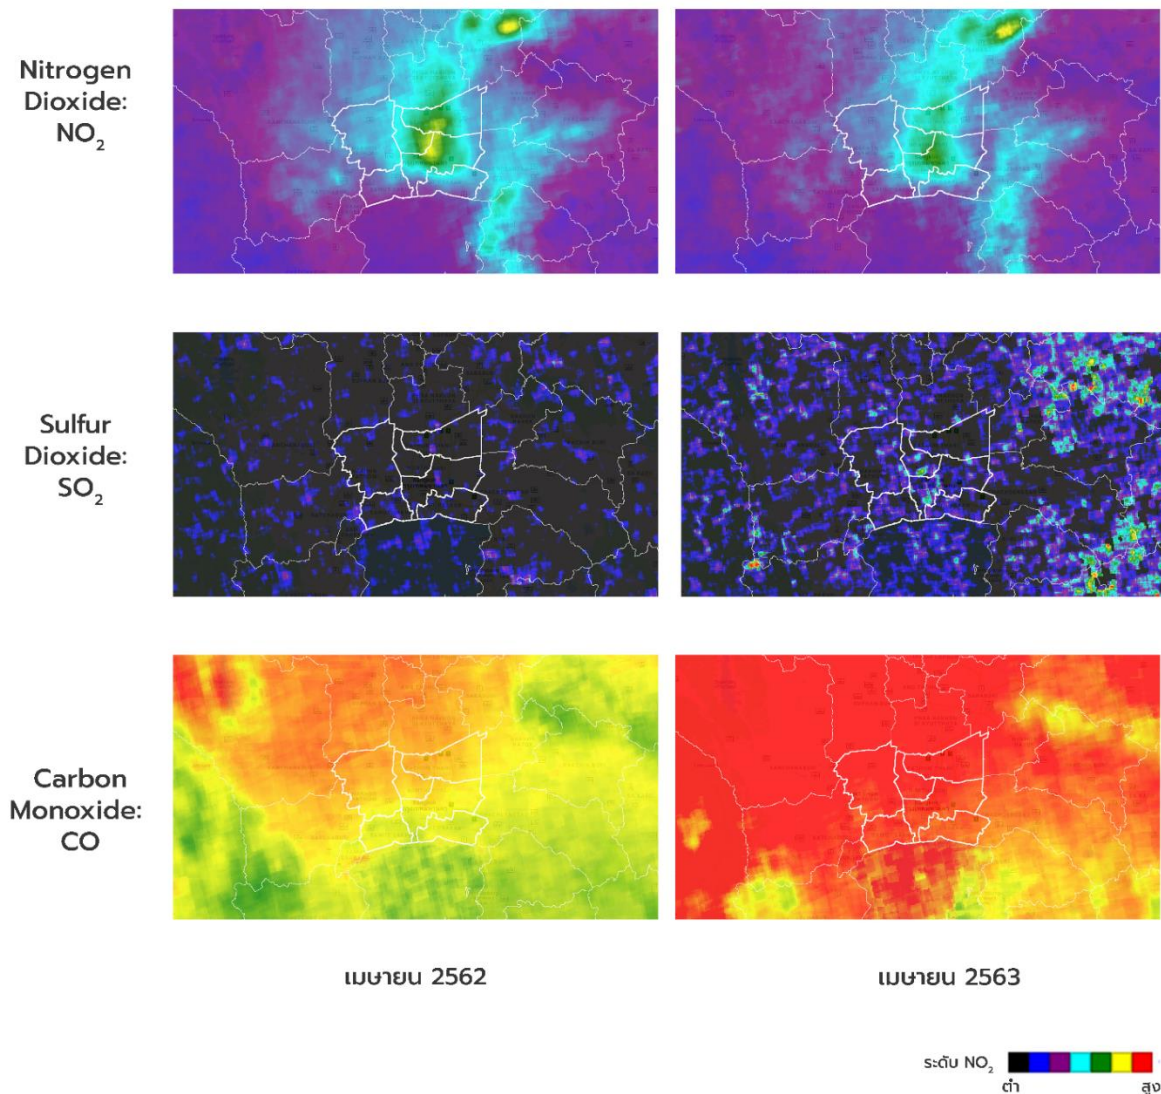 Nitrogen
Dioxide:
NO₂
Sulfur
Dioxide:
SO₂
Carbon
Monoxide:
CO
เมษายน 2562
เมษายน 2563
ระดับ NO₂
ต่ำ
สูง